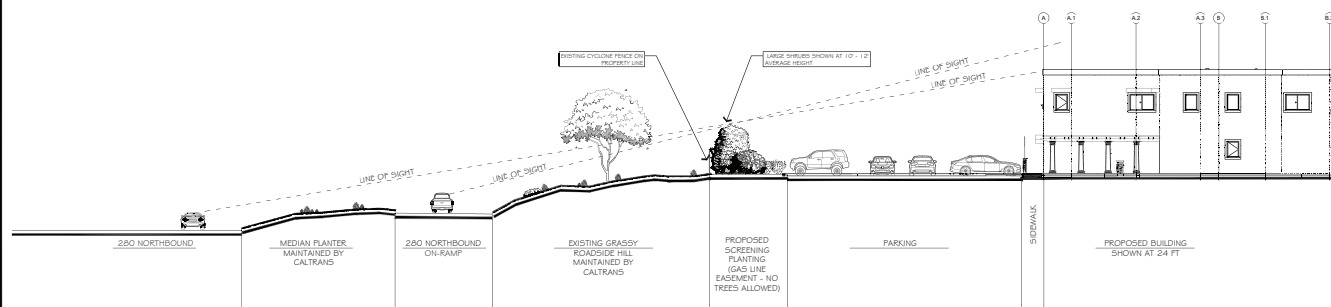 A
A.1
A.2
A.3
B
B.1
EXISTING CYCLONE FENCE ON
PROPERTY LINE
LARGE SHRUBS SHOWN AT 10' - 12'
AVERAGE HEIGHT
LINE OF SIGHT
LINE OF SIGHT
LINE OF SIGHT
LINE OF SIGHT
280 NORTHBOUND
MEDIAN PLANTER
MAINTAINED BY
CALTRANS
280 NORTHBOUND
ON-RAMP
EXISTING GRASSY
ROADSIDE HILL
MAINTAINED BY
CALTRANS
PROPOSED
SCREENING
PLANTING
(GAS LINE
EASEMENT - NO
TREES ALLOWED)
PARKING
SIDEWALK
PROPOSED BUILDING
SHOWN AT 24 FT